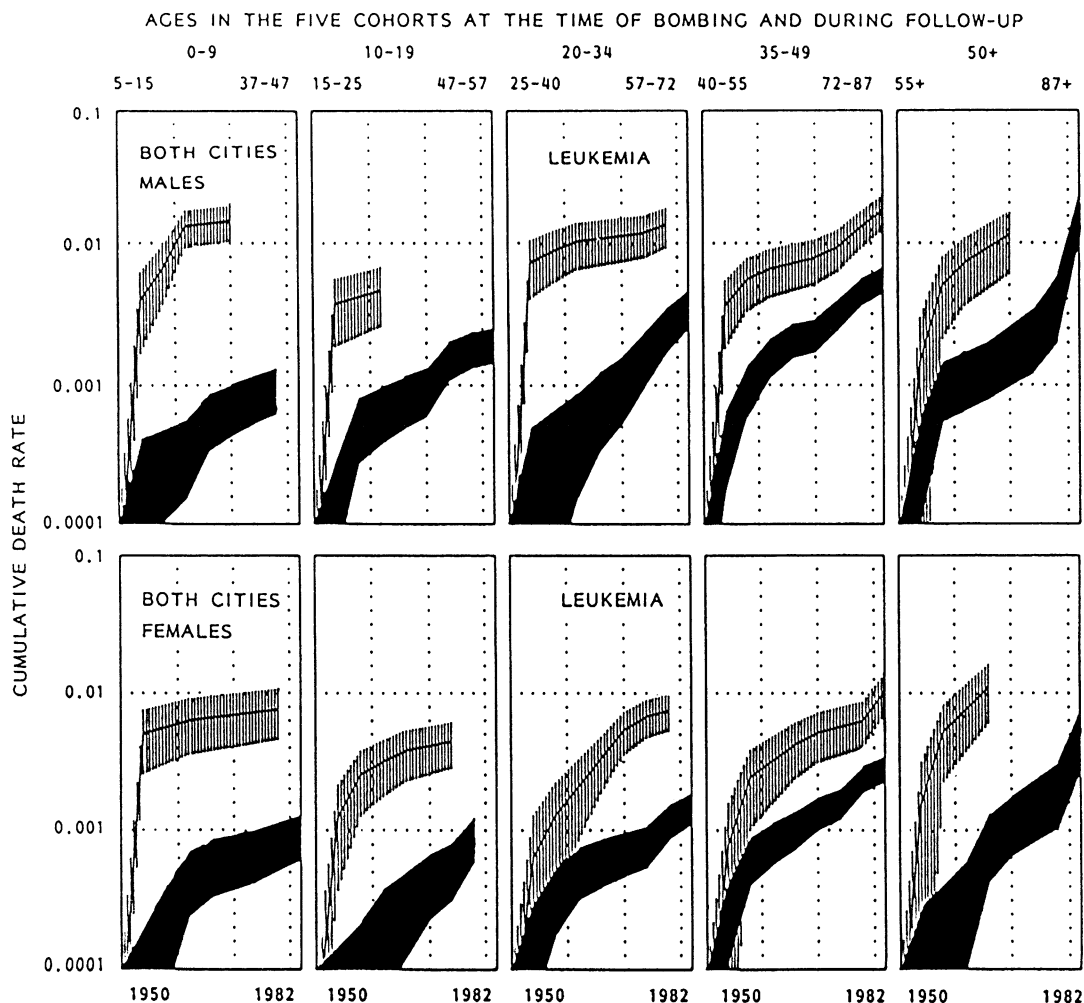 AGES IN THE FIVE COHORTS AT THE TIME OF BOMBING AND DURING FOLLOW-UP
0-9 10-19 20-34 35-49 50+
5-15 37-47 15-25 47-57 25-40 57-72 40-55 72-87 55+ 87+
CUMULATIVE DEATH RATE
0.1
BOTH CITIES
MALES
LEUKEMIA
0.01
0.001
0.0001
0.1
BOTH CITIES
FEMALES
LEUKEMIA
0.01
0.001
0.0001
1950 1982 1950 1982 1950 1982 1950 1982 1950 1982